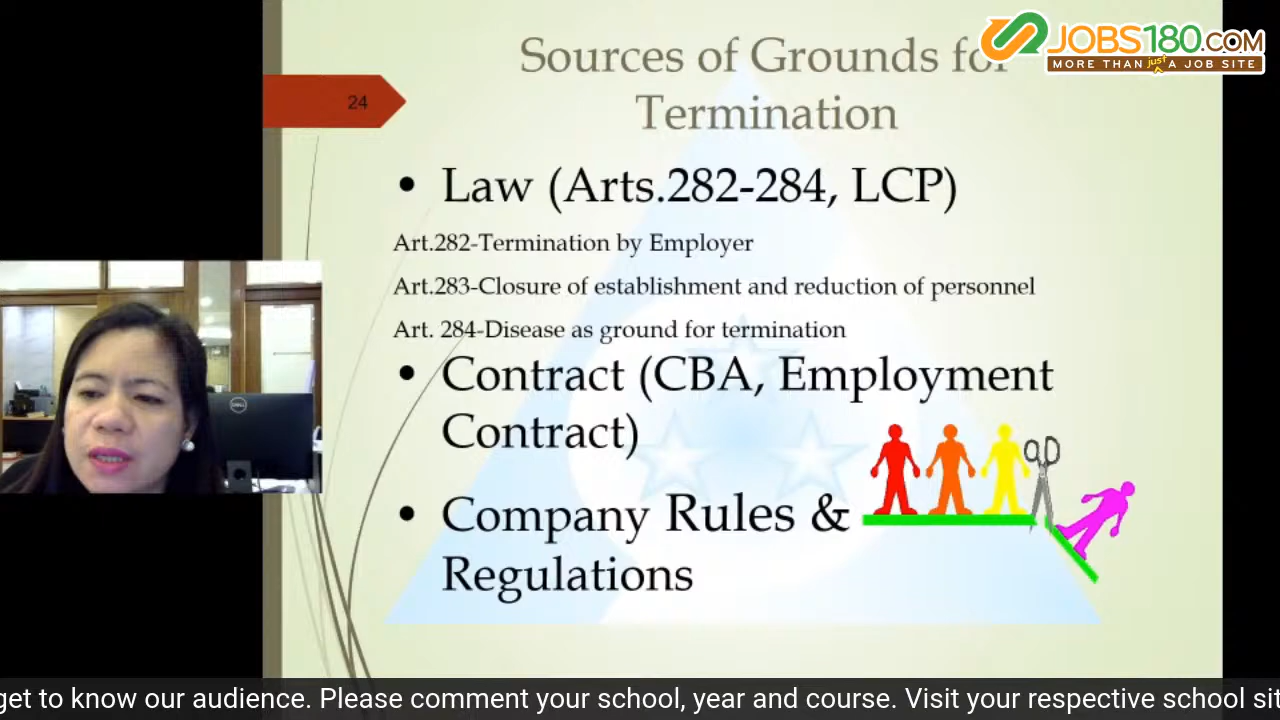 JOBS180.COM
MORE THAN just A JOB SITE
Sources of Grounds for
Termination
24
• Law (Arts.282-284, LCP)
Art.282-Termination by Employer
Art.283-Closure of establishment and reduction of personnel
Art. 284-Disease as ground for termination
• Contract (CBA, Employment
Contract)
• Company Rules &
Regulations
DELL
get to know our audience. Please comment your school, year and course. Visit your respective school sit